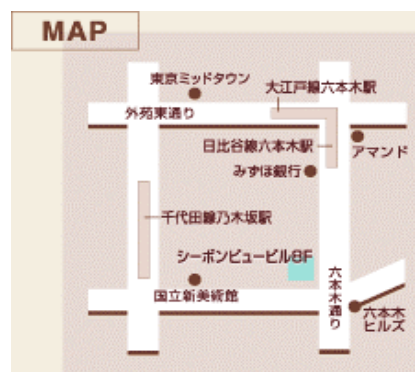 MAP
東京ミッドタウン
大江戸線六本木駅
外苑東通り
日比谷線六本木駅
アマンド
みずほ銀行
千代田線乃木坂駅
シーボンビュービル8F
国立新美術館
六本木通り
六本木
ヒルズ